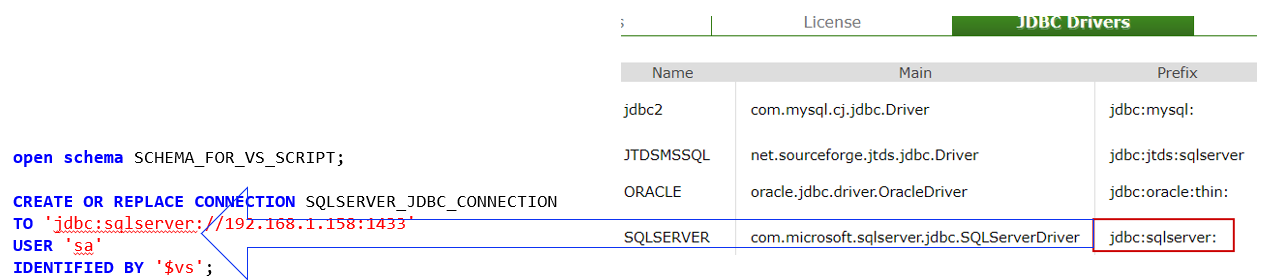 s License JDBC Drivers
Name Main Prefix
jdbc2 com.mysql.cj.jdbc.Driver jdbc:mysql:
JTDSMSSQL net.sourceforge.jtds.jdbc.Driver jdbc:jtds:sqlserver
ORACLE oracle.jdbc.driver.OracleDriver jdbc:oracle:thin:
SQLSERVER com.microsoft.sqlserver.jdbc.SQLServerDriver jdbc:sqlserver:
open schema SCHEMA_FOR_VS_SCRIPT;
CREATE OR REPLACE CONNECTION SQLSERVER_JDBC_CONNECTION
TO 'jdbc:sqlserver://192.168.1.158:1433'
USER 'sa'
IDENTIFIED BY '$vs';